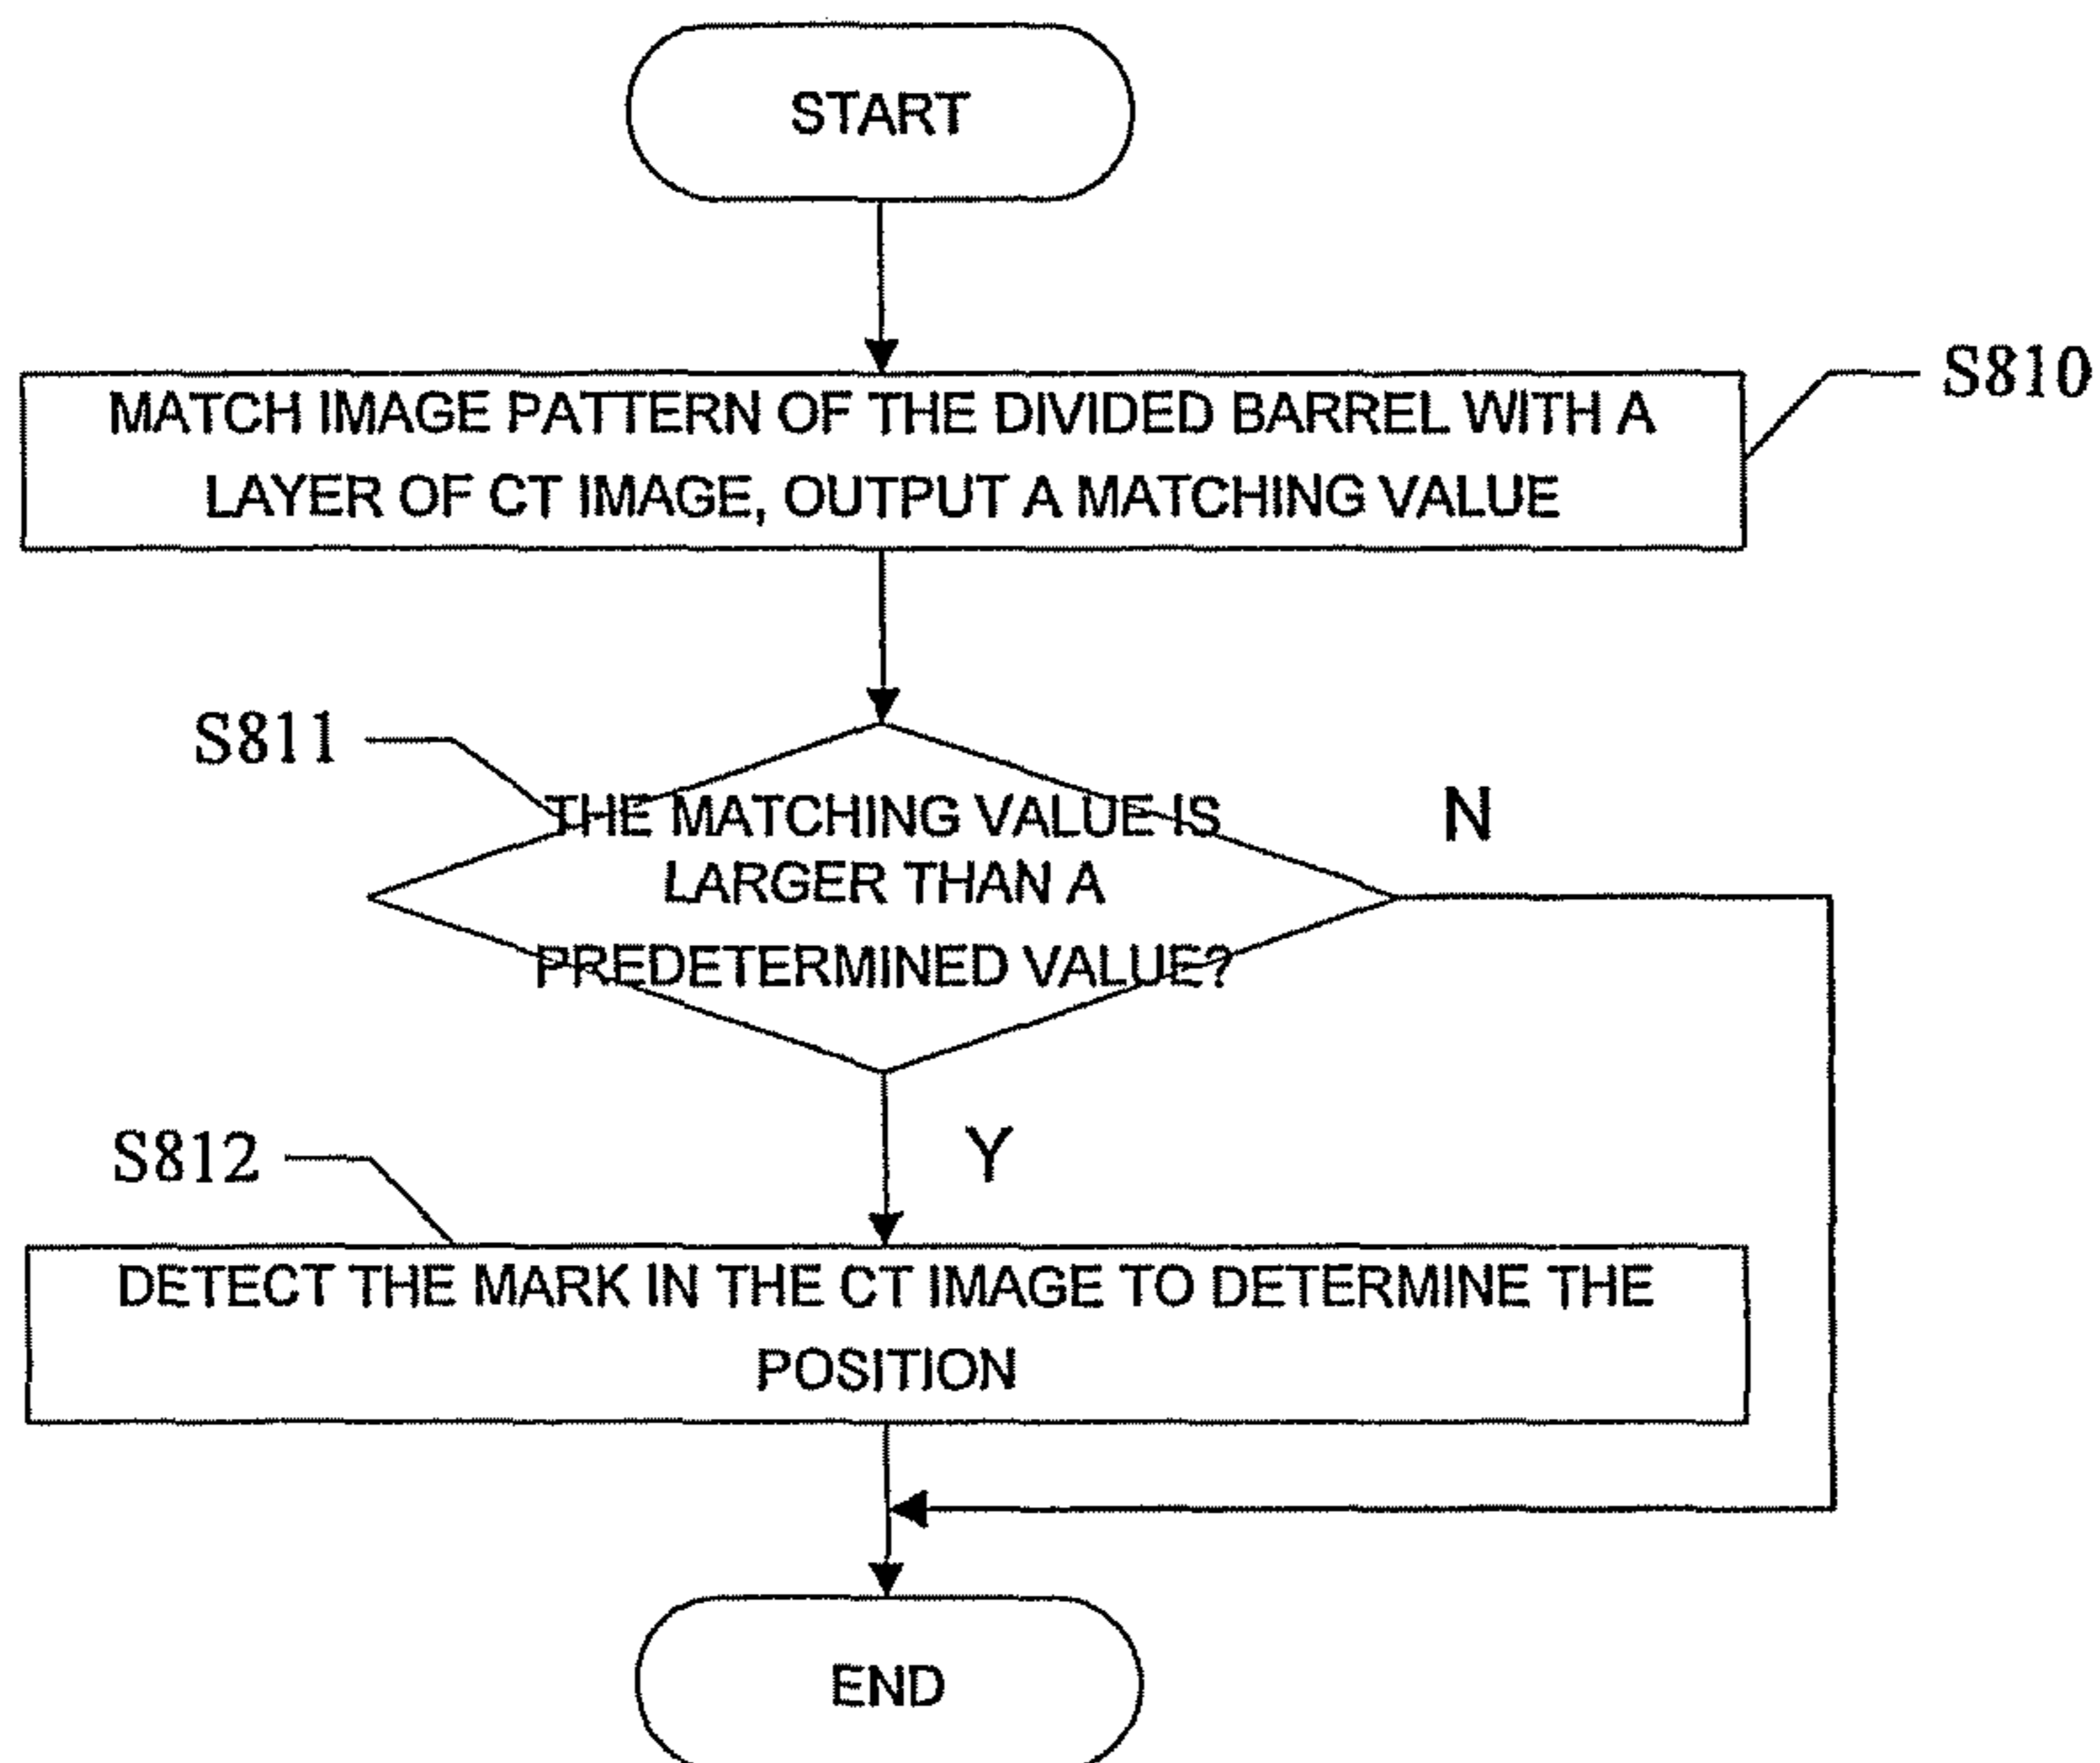 START
MATCH IMAGE PATTERN OF THE DIVIDED BARREL WITH A
LAYER OF CT IMAGE, OUTPUT A MATCHING VALUE
S810
S811
THE MATCHING VALUE IS
LARGER THAN A
PREDETERMINED VALUE?
N
Y
S812
DETECT THE MARK IN THE CT IMAGE TO DETERMINE THE
POSITION
END